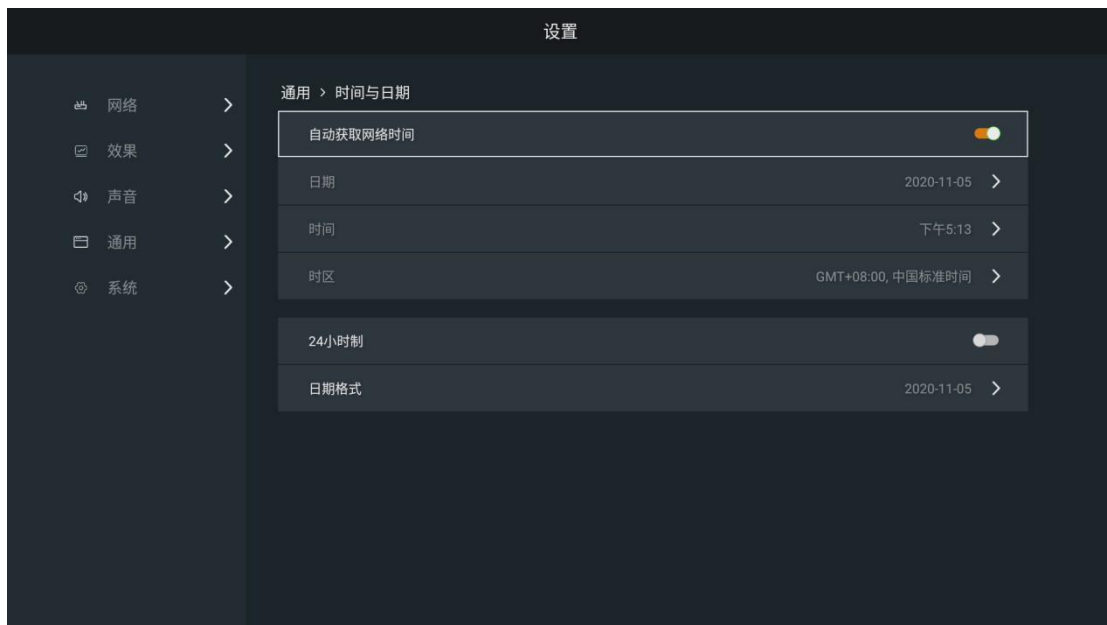 设置
网络
效果
声音
通用
系统
通用 > 时间与日期
自动获取网络时间
日期 2020-11-05
时间 下午5:13
时区 GMT+08:00, 中国标准时间
24小时制
日期格式 2020-11-05